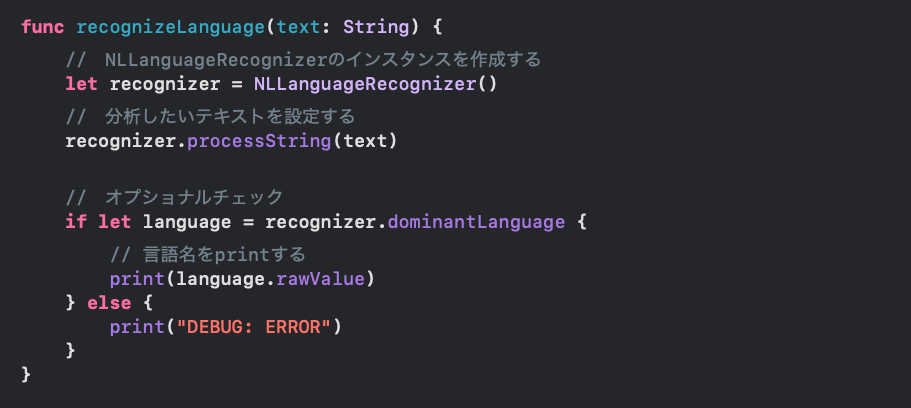 func recognizeLanguage(text: String) {
    // NLLanguageRecognizerのインスタンスを作成する
    let recognizer = NLLanguageRecognizer()
    // 分析したいテキストを設定する
    recognizer.processString(text)

    // オプショナルチェック
    if let language = recognizer.dominantLanguage {
        // 言語名をprintする
        print(language.rawValue)
    } else {
        print("DEBUG: ERROR")
    }
}